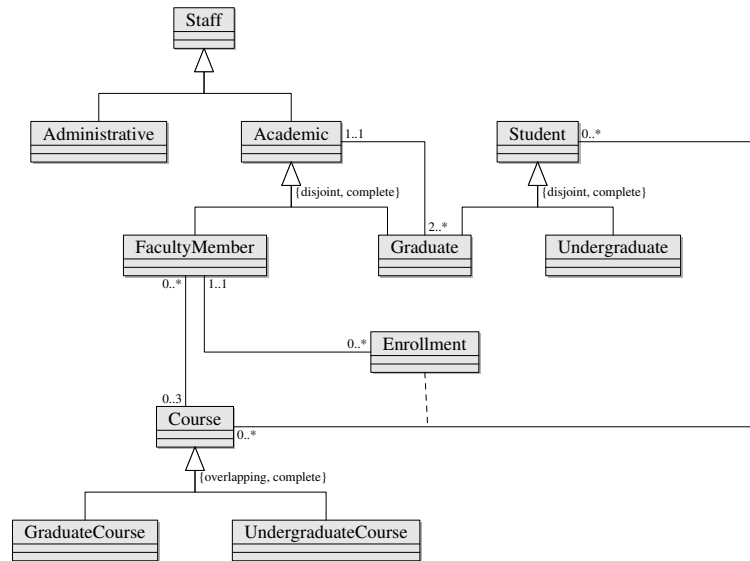 Staff
Administrative
Academic
1..1
Student
0..*
{disjoint, complete}
{disjoint, complete}
2..*
FacultyMember
Graduate
Undergraduate
0..*
1..1
0..*
Enrollment
0..3
Course
0..*
{overlapping, complete}
GraduateCourse
UndergraduateCourse